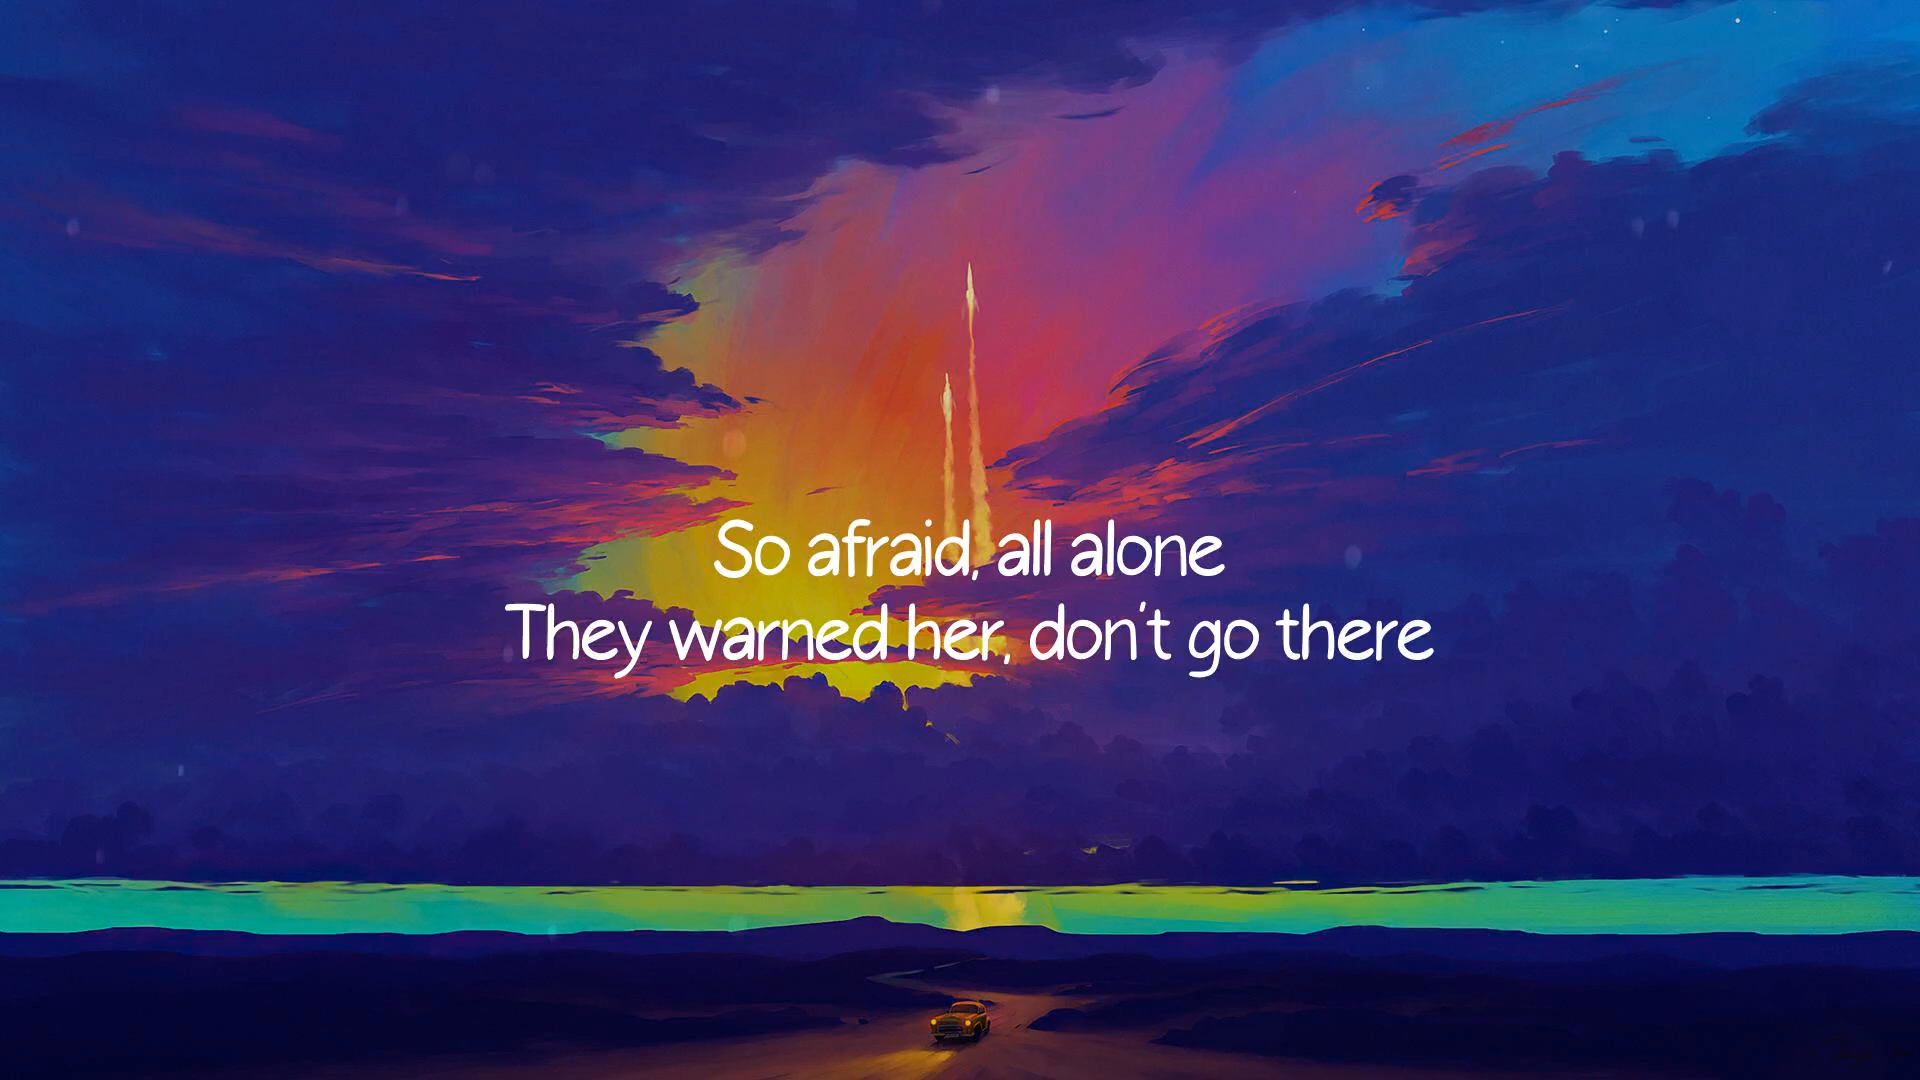 So afraid, all alone
They warned her, don't go there